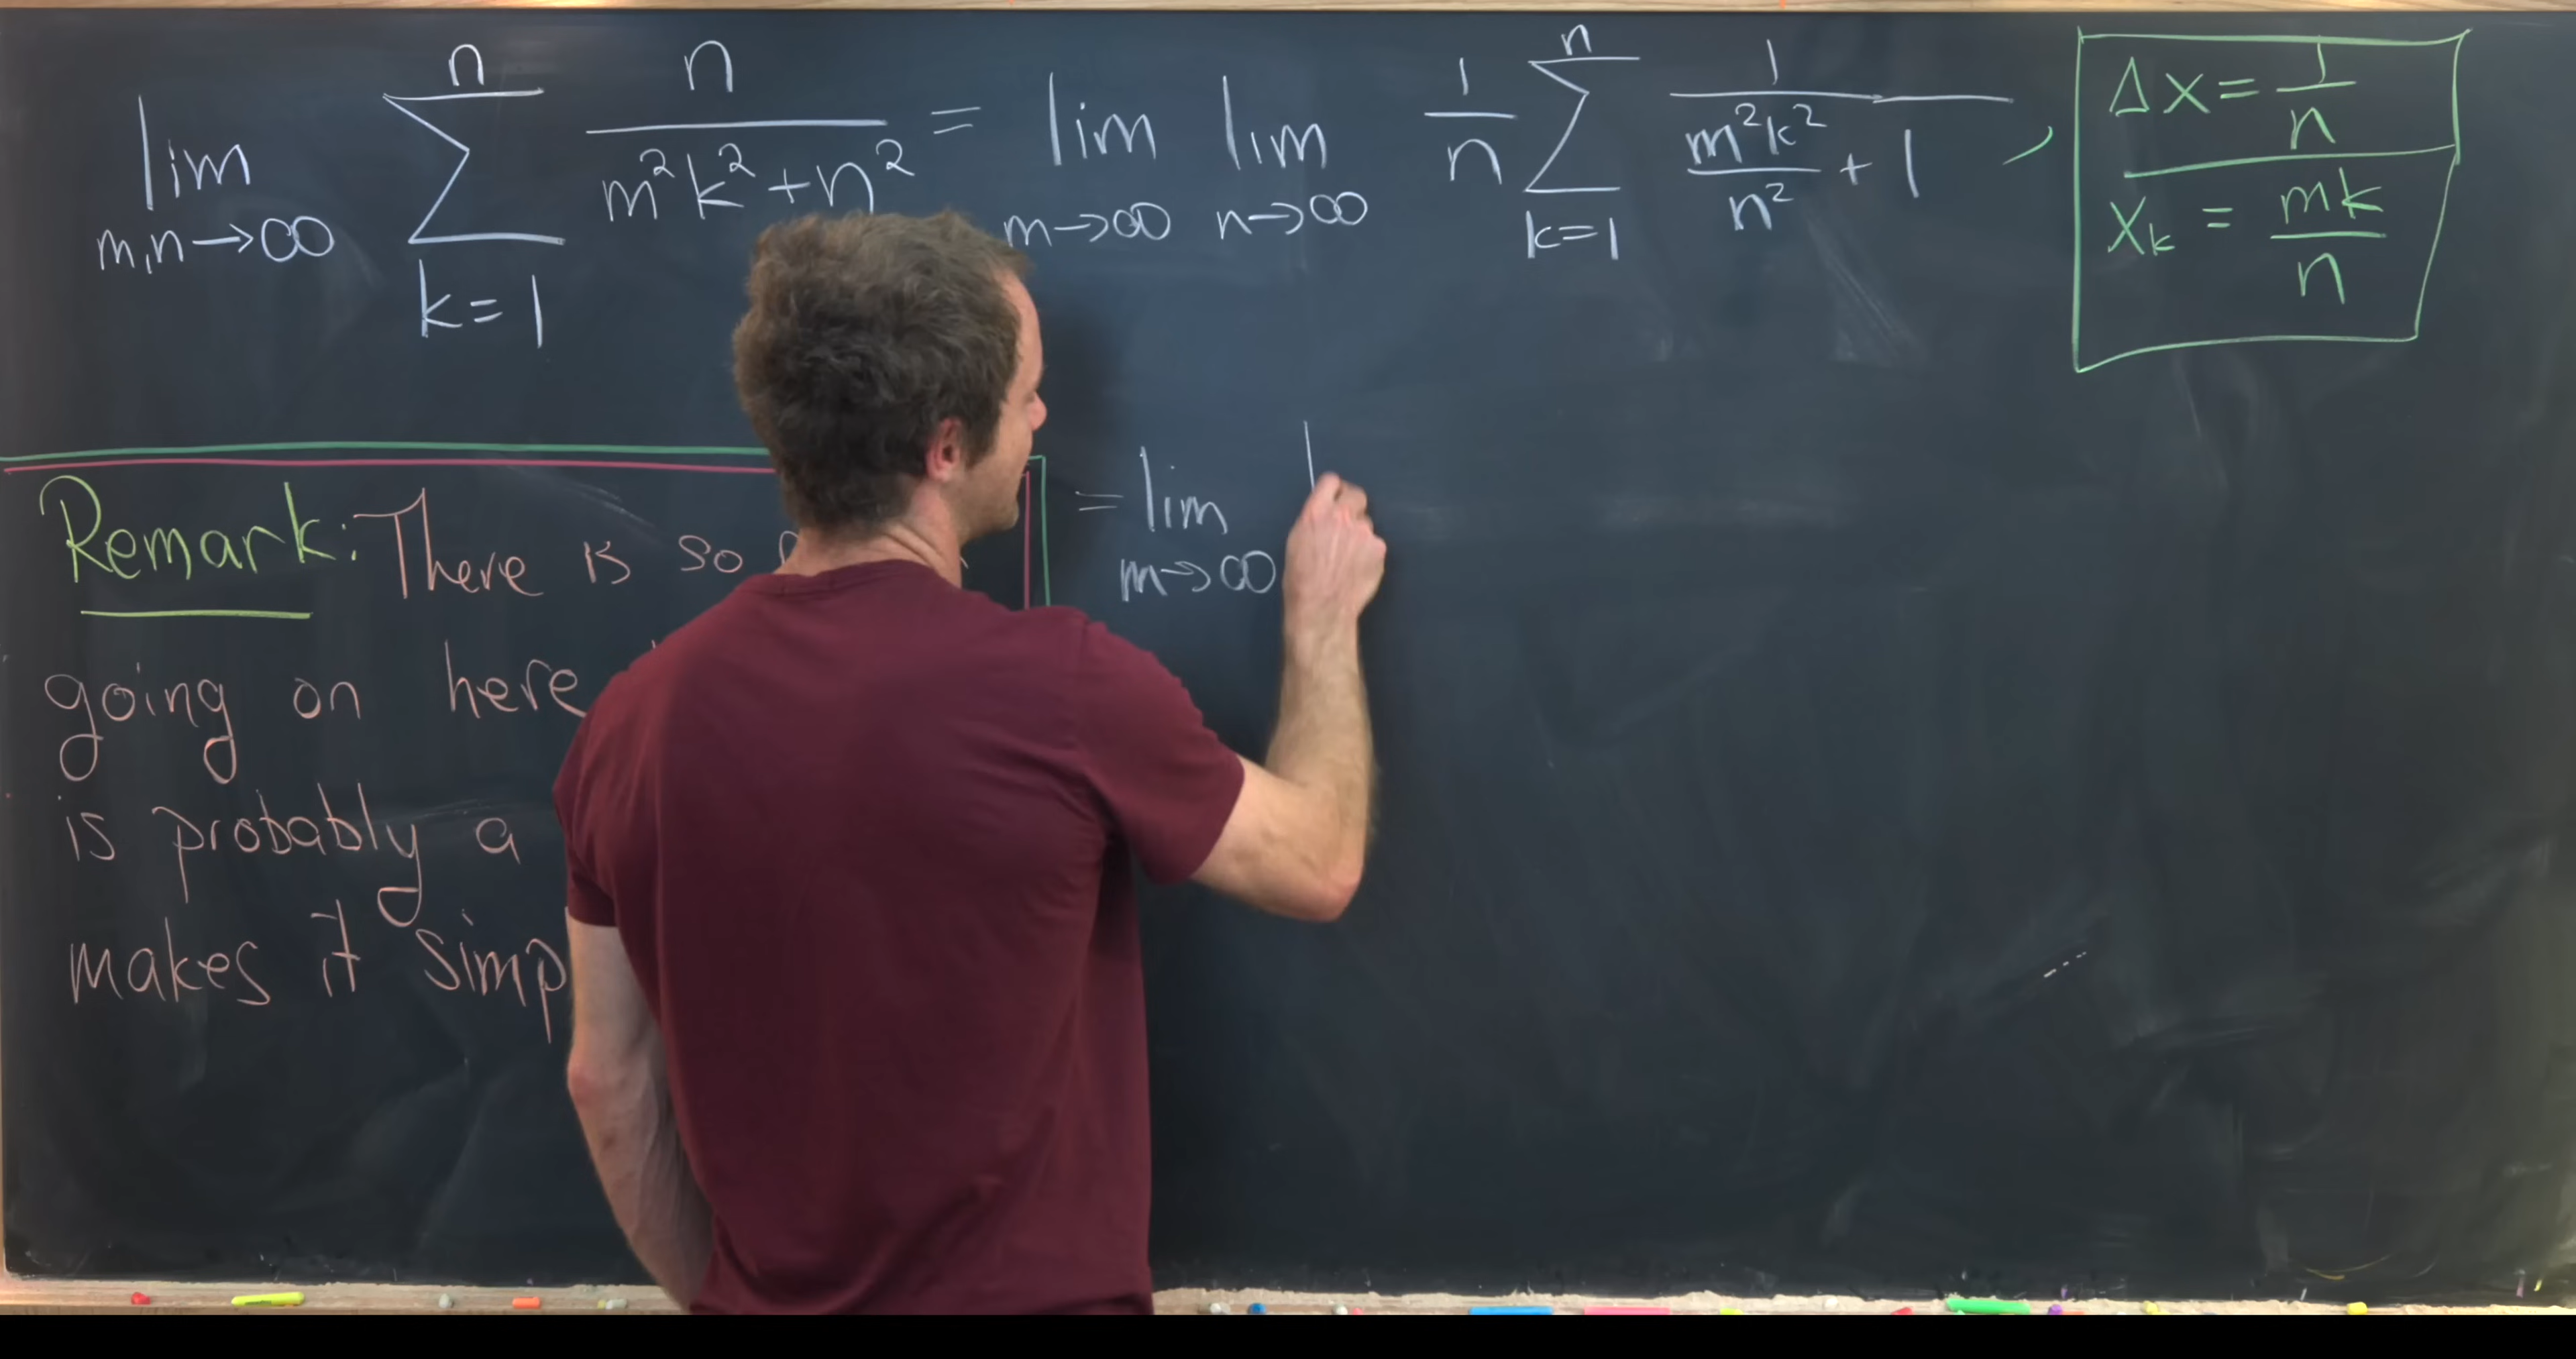 lim m,n→∞ n Σ k=1 n / m²k²+n² = lim m→∞ lim n→∞ 1/n n Σ k=1 1 / m²k²/n² + 1 ,
Δx = 1/n
xₖ = mk/n
= lim m→∞
Remark: There is so
going on here
is probably a
makes it simp